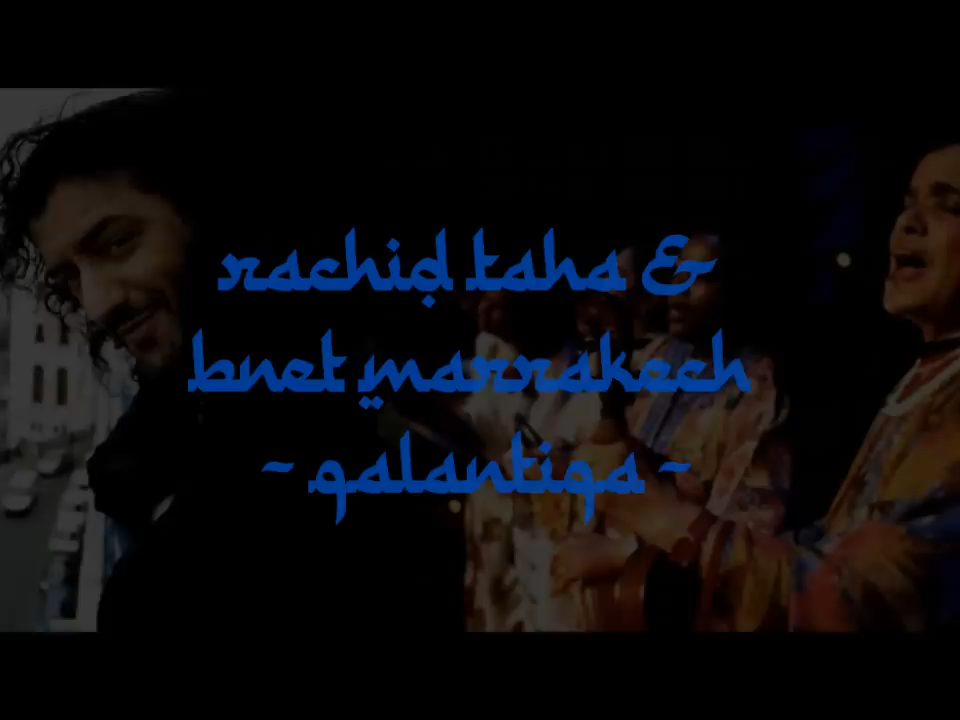 rachid taha &
bnet marrakech
~ galantiqa ~